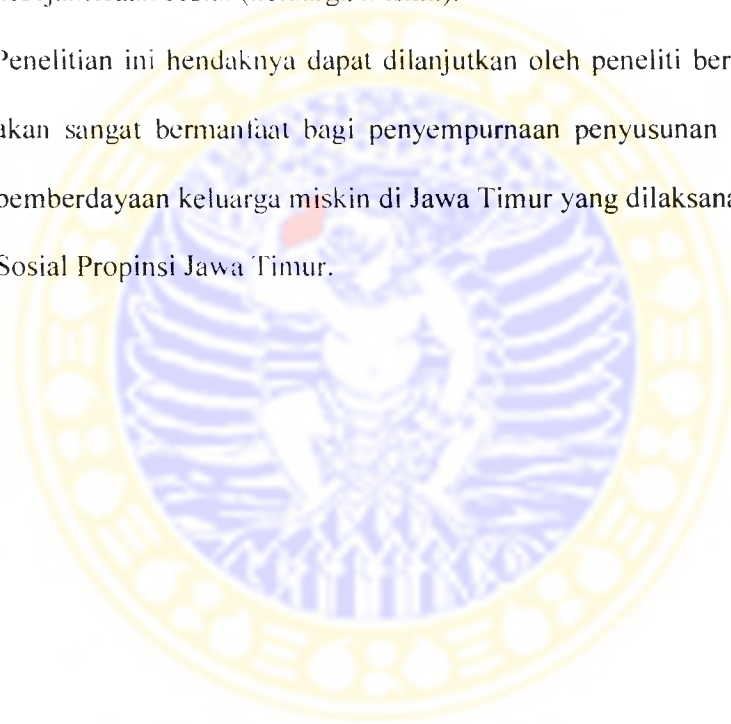 Penelitian ini hendaknya dapat dilanjutkan oleh peneliti ber
akan sangat bermanfaat bagi penyempurnaan penyusunan
pemberdayaan keluarga miskin di Jawa Timur yang dilaksana
Sosial Propinsi Jawa Timur.